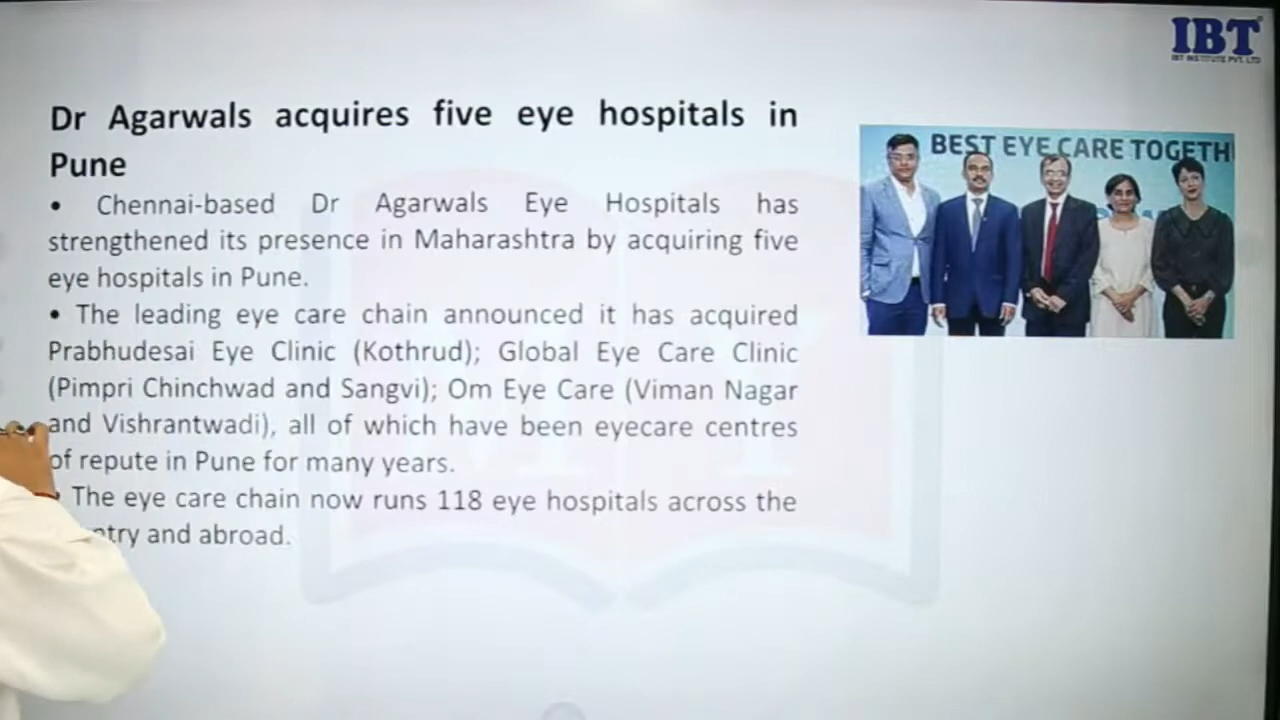 IBT
IBT INSTITUTE PVT. LTD
Dr Agarwals acquires five eye hospitals in
Pune
• Chennai-based Dr Agarwals Eye Hospitals has
strengthened its presence in Maharashtra by acquiring five
eye hospitals in Pune.
• The leading eye care chain announced it has acquired
Prabhudesai Eye Clinic (Kothrud); Global Eye Care Clinic
(Pimpri Chinchwad and Sangvi); Om Eye Care (Viman Nagar
and Vishrantwadi), all of which have been eyecare centres
of repute in Pune for many years.
• The eye care chain now runs 118 eye hospitals across the
and abroad.
BEST EYE CARE TOGETH